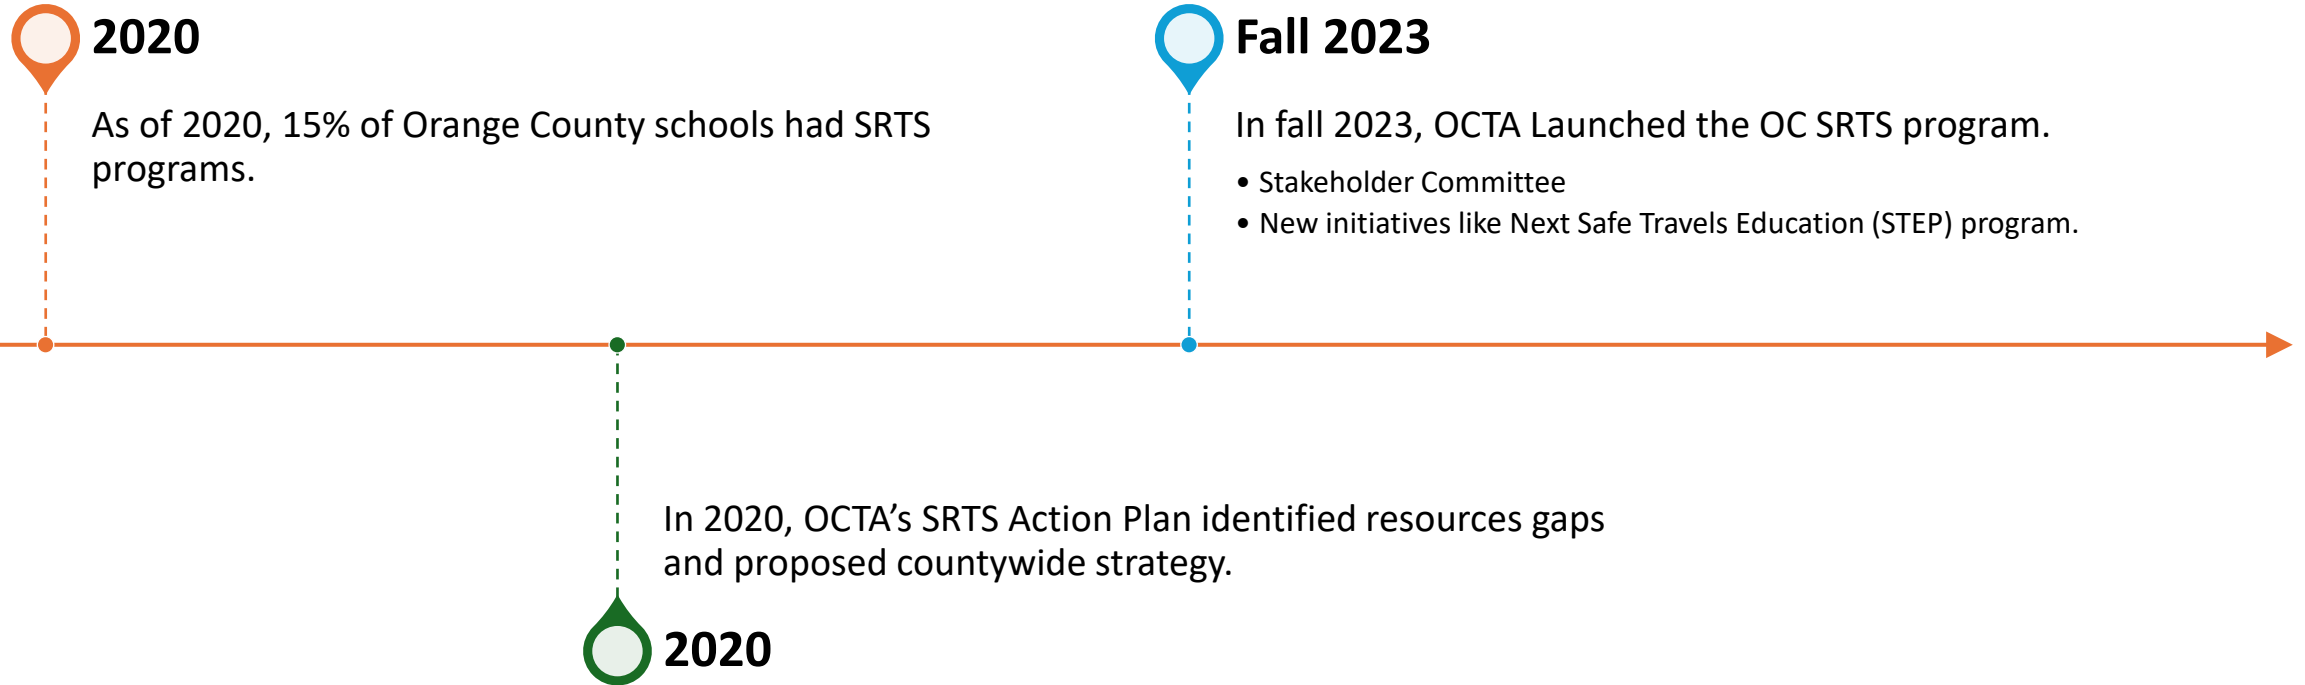 2020
As of 2020, 15% of Orange County schools had SRTS
programs.
Fall 2023
In fall 2023, OCTA Launched the OC SRTS program.
• Stakeholder Committee
• New initiatives like Next Safe Travels Education (STEP) program.
In 2020, OCTA’s SRTS Action Plan identified resources gaps
and proposed countywide strategy.
2020